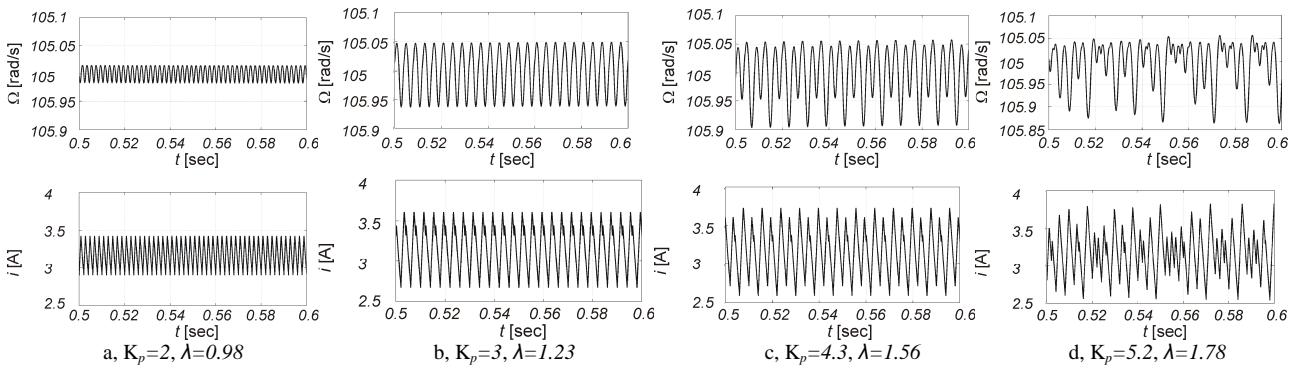 105.1
105.05
105
105.95
105.9
Ω [rad/s]
0.5 0.52 0.54 0.56 0.58 0.6
t [sec]
105.1
105.05
105
105.95
105.9
Ω [rad/s]
0.5 0.52 0.54 0.56 0.58 0.6
t [sec]
105.1
105.05
105
105.95
105.9
Ω [rad/s]
0.5 0.52 0.54 0.56 0.58 0.6
t [sec]
105.1
105.05
105
105.95
105.9
105.85
Ω [rad/s]
0.5 0.52 0.54 0.56 0.58 0.6
t [sec]
4
3.5
3
2.5
i [A]
0.5 0.52 0.54 0.56 0.58 0.6
t [sec]
a, Kp=2, λ=0.98
4
3.5
3
2.5
i [A]
0.5 0.52 0.54 0.56 0.58 0.6
t [sec]
b, Kp=3, λ=1.23
4
3.5
3
2.5
i [A]
0.5 0.52 0.54 0.56 0.58 0.6
t [sec]
c, Kp=4.3, λ=1.56
4
3.5
3
2.5
i [A]
0.5 0.52 0.54 0.56 0.58 0.6
t [sec]
d, Kp=5.2, λ=1.78